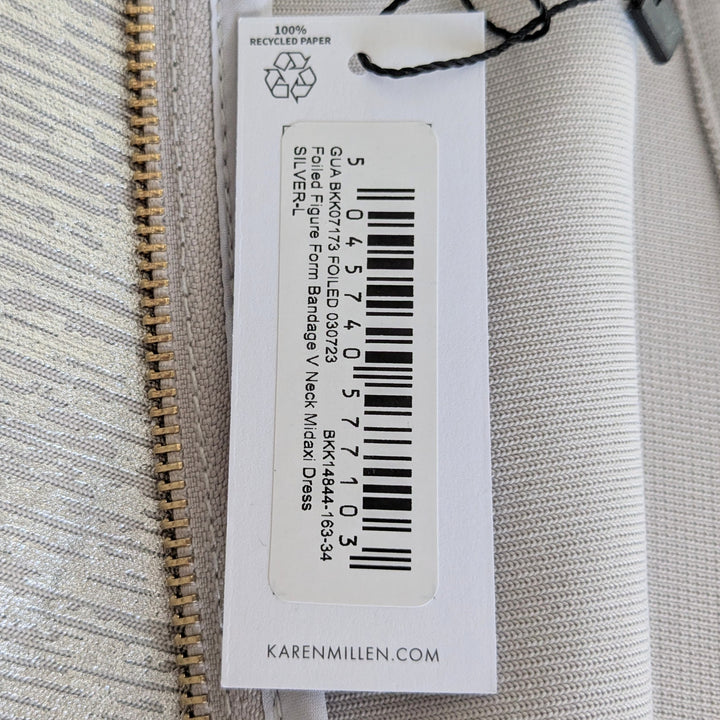 100%
RECYCLED PAPER
5 045740 577103
GUA BKK07173 FOILED 030723 BKK14844-163-34
Foiled Figure Form Bandage V Neck Midaxi Dress
SILVER-L
KARENMILLEN.COM